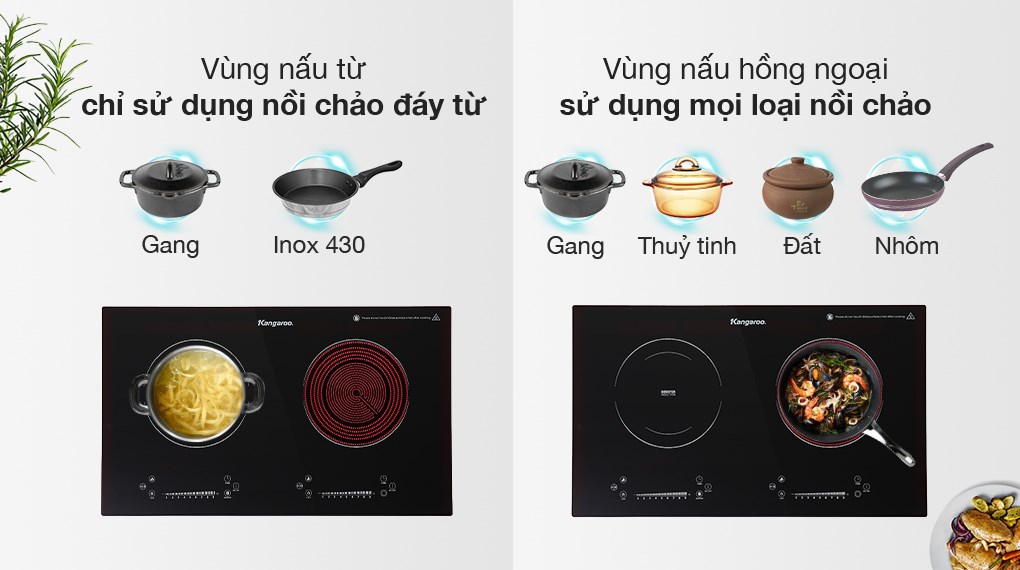 Vùng nấu từ
chỉ sử dụng nồi chảo đáy từ
Gang
Inox 430
Kangaroo
Vùng nấu hồng ngoại
sử dụng mọi loại nồi chảo
Gang
Thuỷ tinh
Đất
Nhôm
Kangaroo